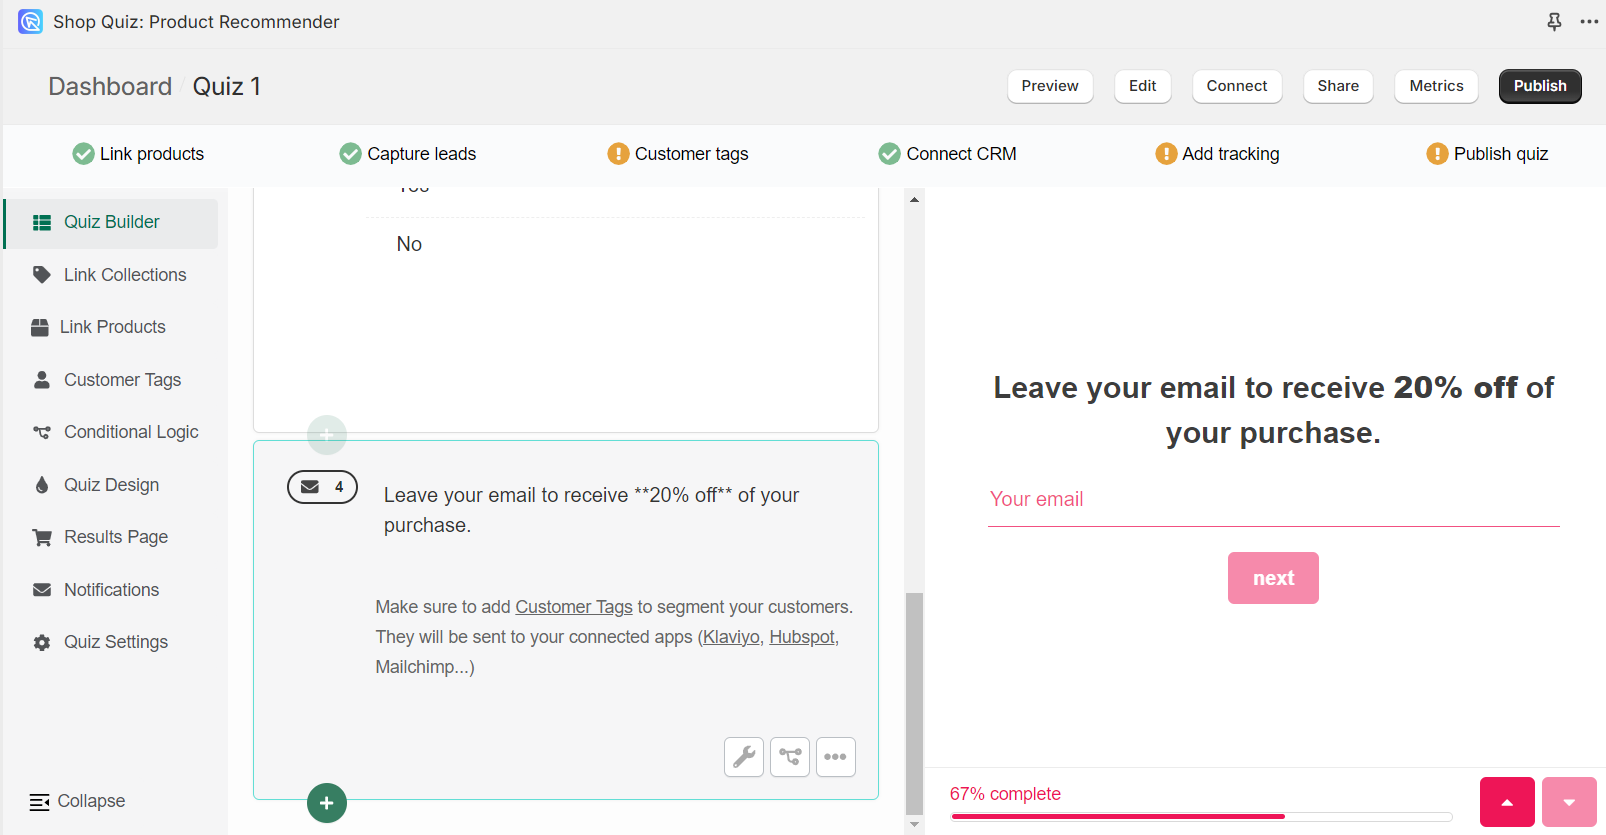 Shop Quiz: Product Recommender
Dashboard / Quiz 1
Preview
Edit
Connect
Share
Metrics
Publish
Link products
Capture leads
Customer tags
Connect CRM
Add tracking
Publish quiz
Quiz Builder
Link Collections
Link Products
Customer Tags
Conditional Logic
Quiz Design
Results Page
Notifications
Quiz Settings
Collapse
No
4
Leave your email to receive **20% off** of your
purchase.
Make sure to add Customer Tags to segment your customers.
They will be sent to your connected apps (Klaviyo, Hubspot,
Mailchimp...)
Leave your email to receive 20% off of
your purchase.
Your email
next
67% complete